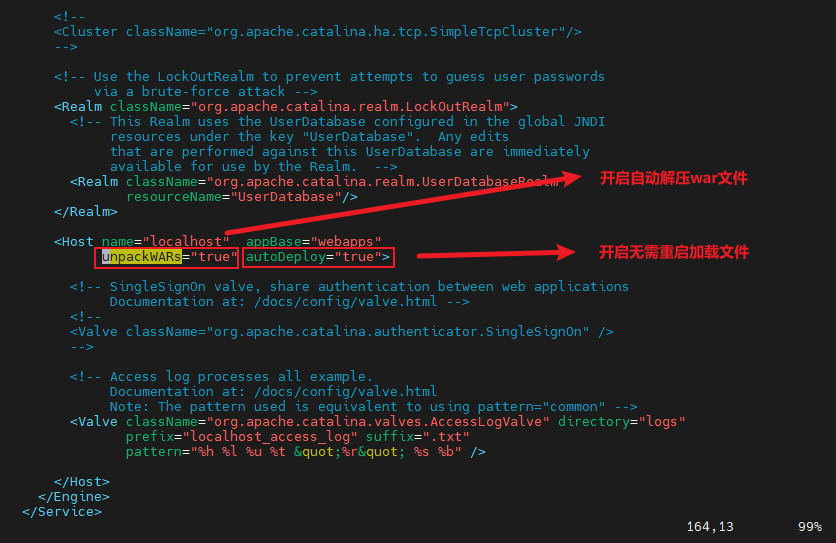 <!--
<Cluster className="org.apache.catalina.ha.tcp.SimpleTcpCluster"/>
-->
<!-- Use the LockOutRealm to prevent attempts to guess user passwords
via a brute-force attack -->
<Realm className="org.apache.catalina.realm.LockOutRealm">
<!-- This Realm uses the UserDatabase configured in the global JNDI
resources under the key "UserDatabase".  Any edits
that are performed against this UserDatabase are immediately
available for use by the Realm.  -->
<Realm className="org.apache.catalina.realm.UserDatabaseRealm"
开启自动解压war文件
resourceName="UserDatabase"/>
</Realm>
<Host name="localhost"  appBase="webapps"
unpackWARs="true" autoDeploy="true">
开启无需重启加载文件
<!-- SingleSignOn valve, share authentication between web applications
Documentation at: /docs/config/valve.html -->
<!--
<Valve className="org.apache.catalina.authenticator.SingleSignOn" />
-->
<!-- Access log processes all example.
Documentation at: /docs/config/valve.html
Note: The pattern used is equivalent to using pattern="common" -->
<Valve className="org.apache.catalina.valves.AccessLogValve" directory="logs"
prefix="localhost_access_log" suffix=".txt"
pattern="%h %l %u %t &quot;%r&quot; %s %b" />
</Host>
</Engine>
</Service>
164,13 99%